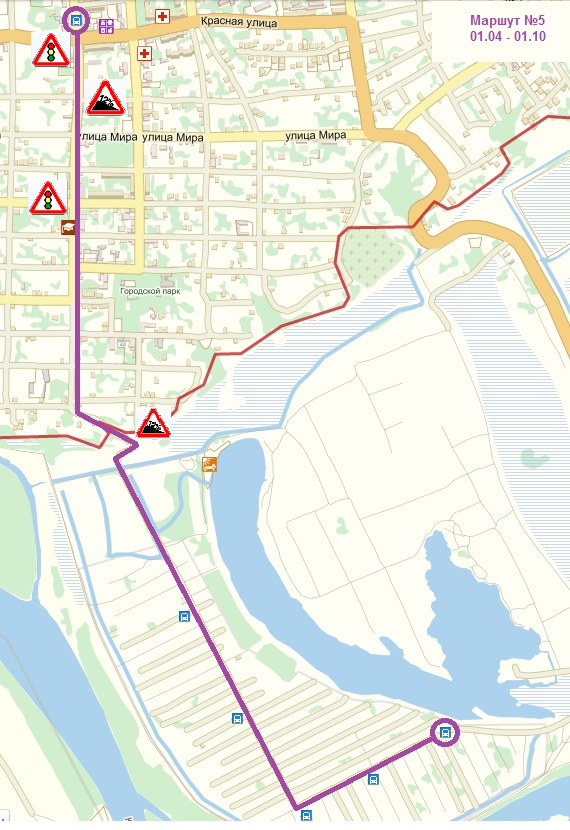 Красная улица
Маршут №5
01.04 - 01.10
улица Мира
улица Мира
улица Мира
Городской парк